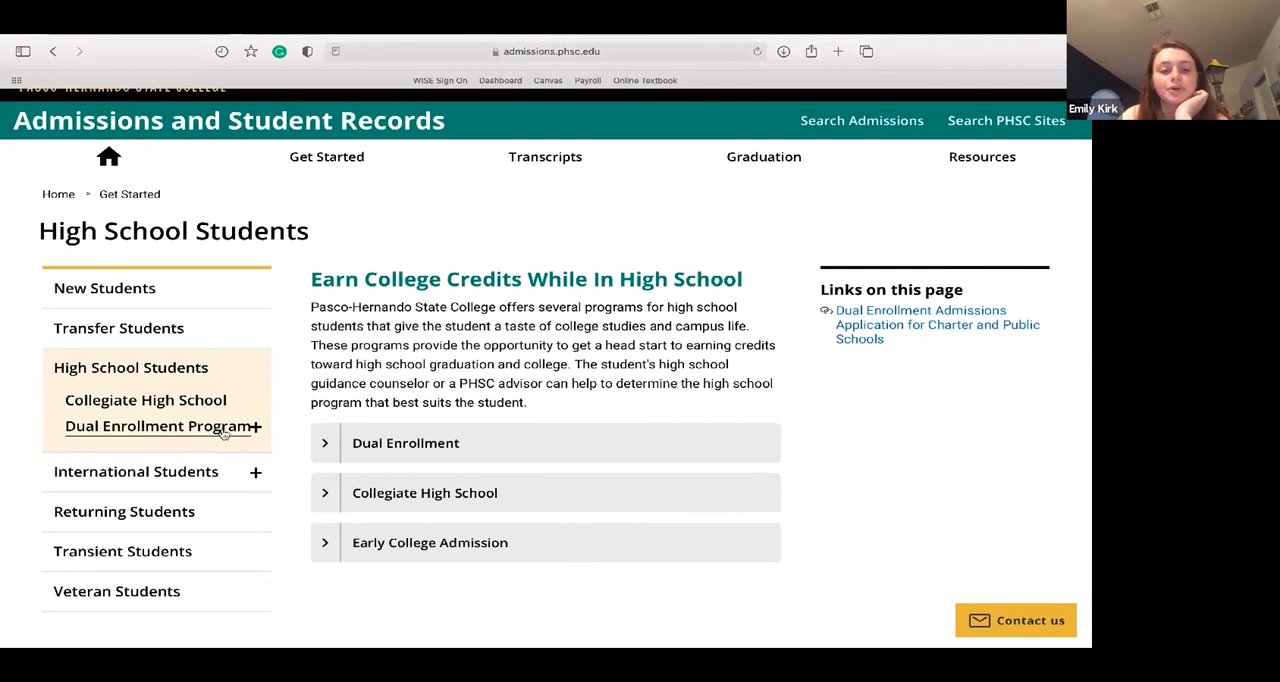 admissions.phsc.edu
WISE Sign On Dashboard Canvas Payroll Online Textbook
PASCO-HERNANDO STATE COLLEGE
Emily Kirk
Admissions and Student Records
Search Admissions Search PHSC Sites
Get Started Transcripts Graduation Resources
Home Get Started
High School Students
New Students
Transfer Students
High School Students
Collegiate High School
Dual Enrollment Program +
International Students +
Returning Students
Transient Students
Veteran Students
Earn College Credits While In High School
Pasco-Hernando State College offers several programs for high school
students that give the student a taste of college studies and campus life.
These programs provide the opportunity to get a head start to earning credits
toward high school graduation and college. The student's high school
guidance counselor or a PHSC advisor can help to determine the high school
program that best suits the student.
Dual Enrollment
Collegiate High School
Early College Admission
Links on this page
Dual Enrollment Admissions
Application for Charter and Public
Schools
Contact us